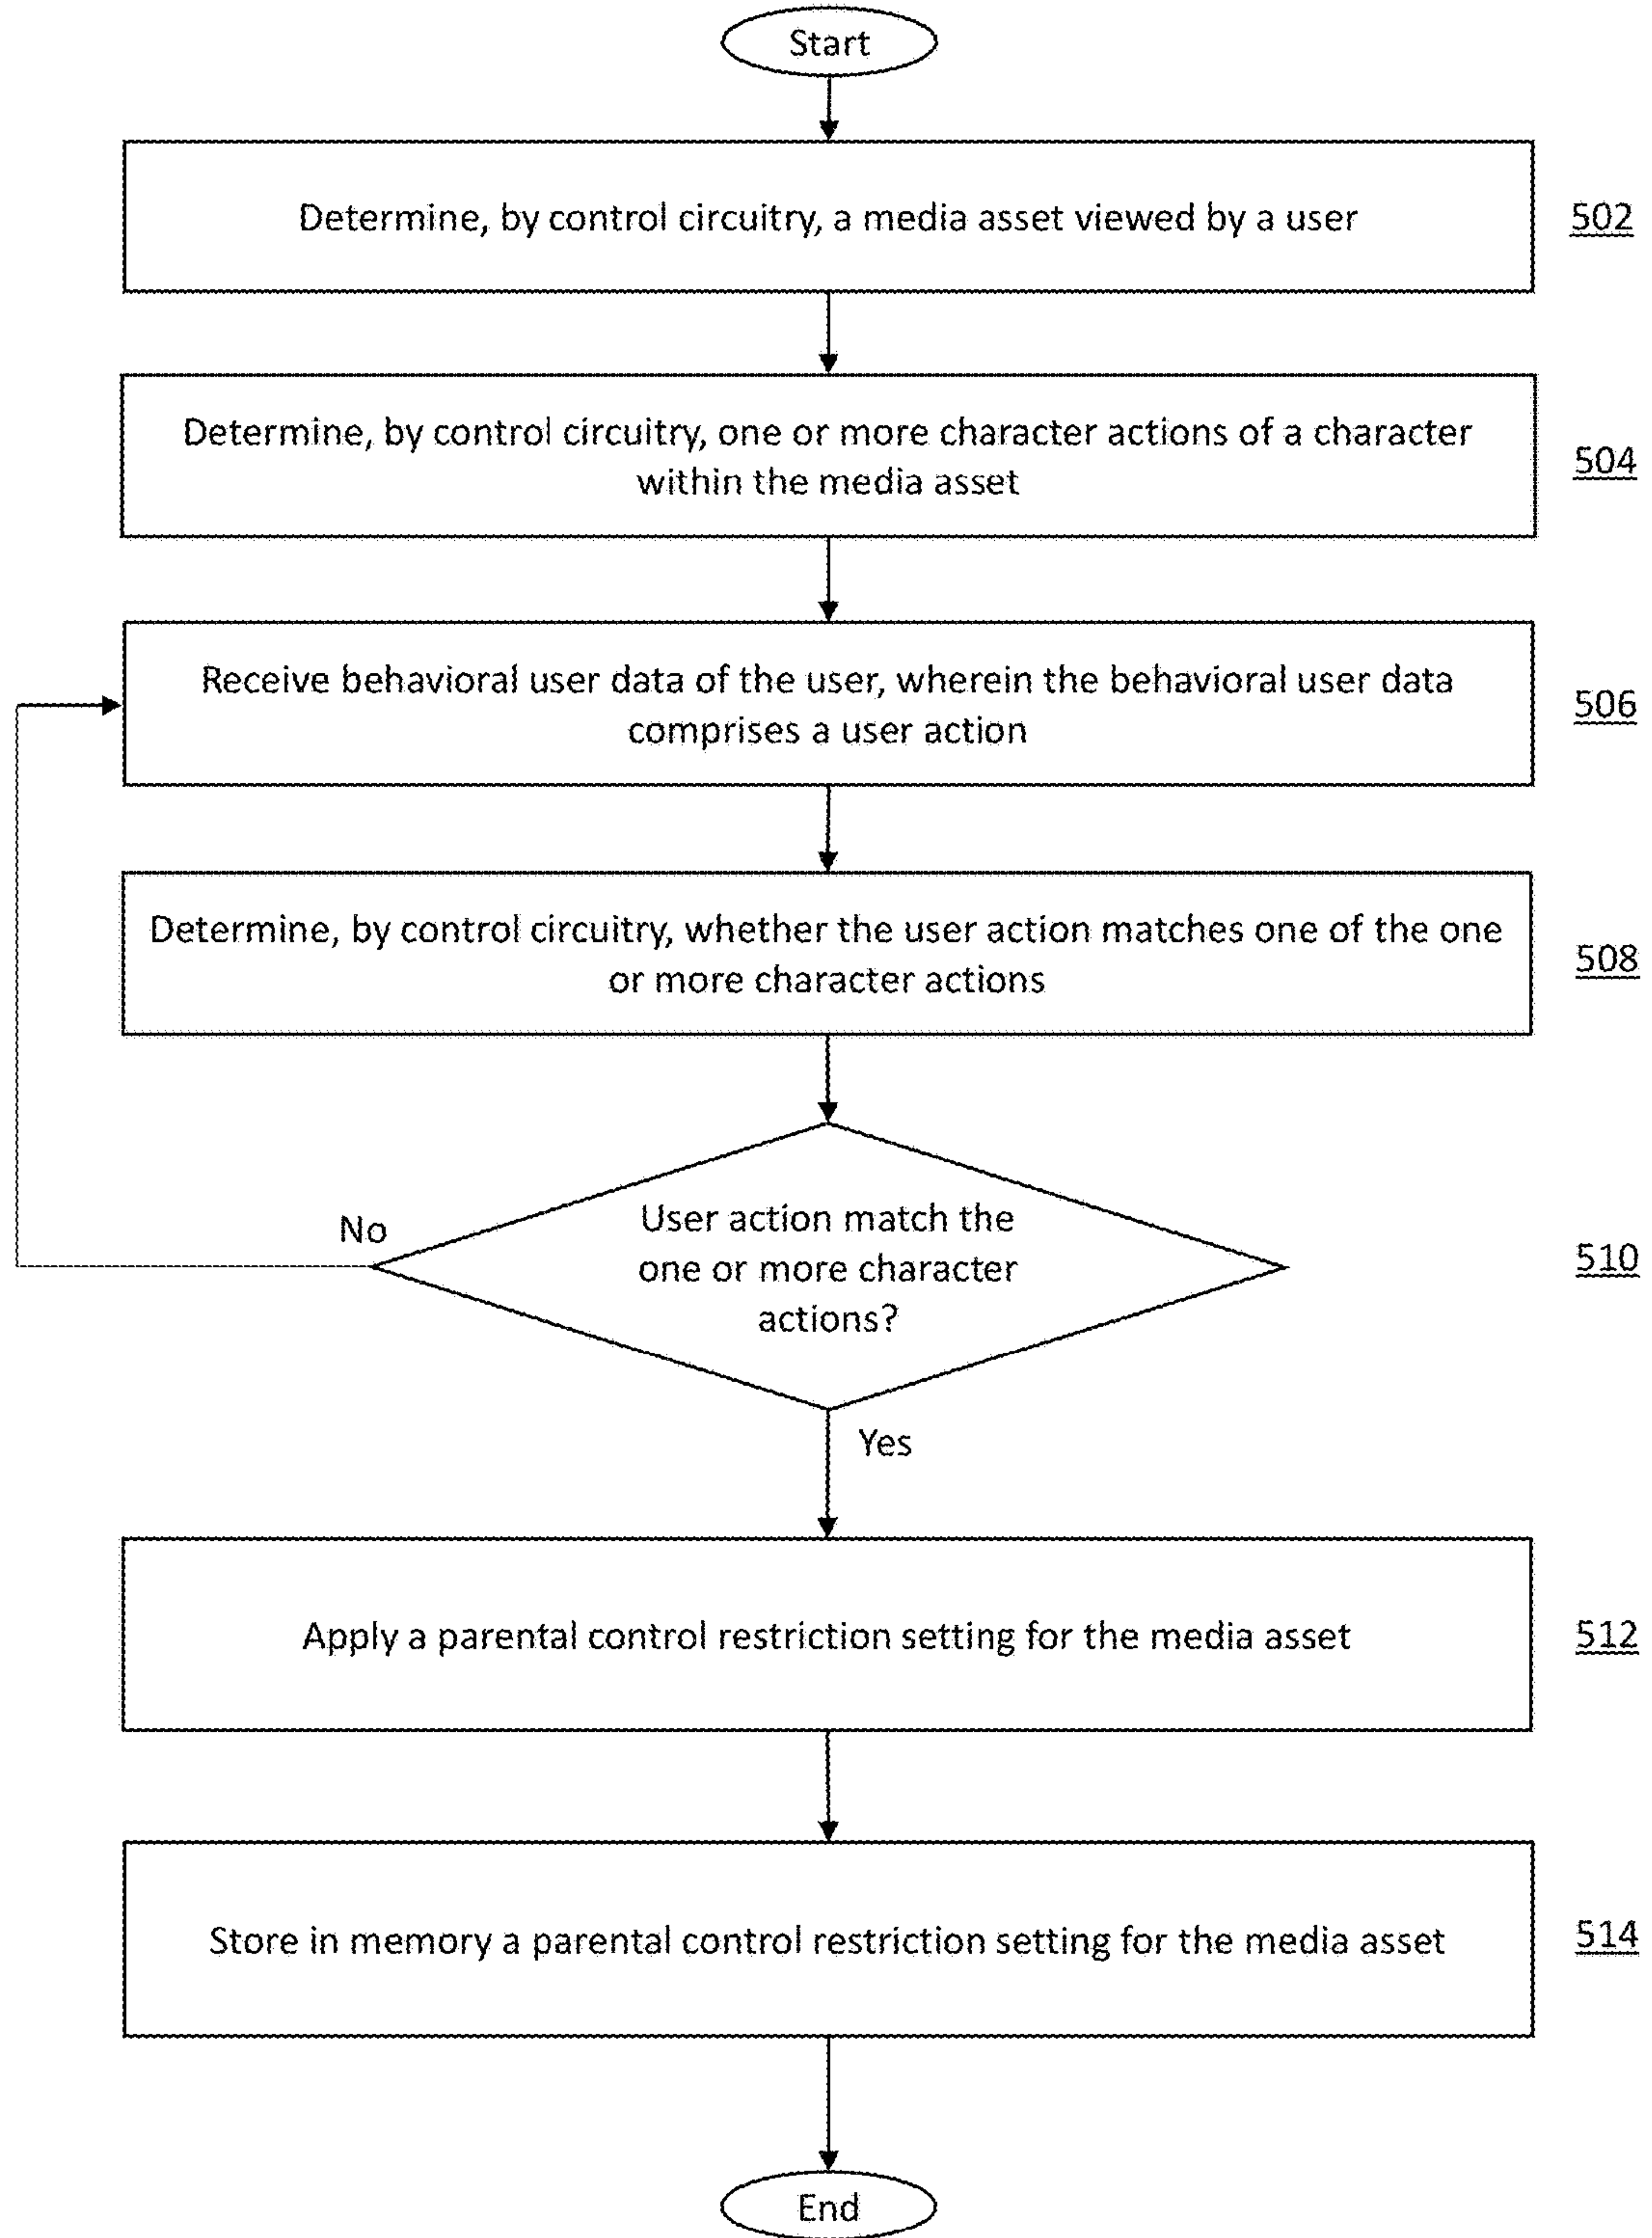 Start
Determine, by control circuitry, a media asset viewed by a user
502
Determine, by control circuitry, one or more character actions of a character
within the media asset
504
Receive behavioral user data of the user, wherein the behavioral user data
comprises a user action
506
Determine, by control circuitry, whether the user action matches one of the one
or more character actions
508
User action match the
one or more character
actions?
510
No
Yes
Apply a parental control restriction setting for the media asset
512
Store in memory a parental control restriction setting for the media asset
514
End